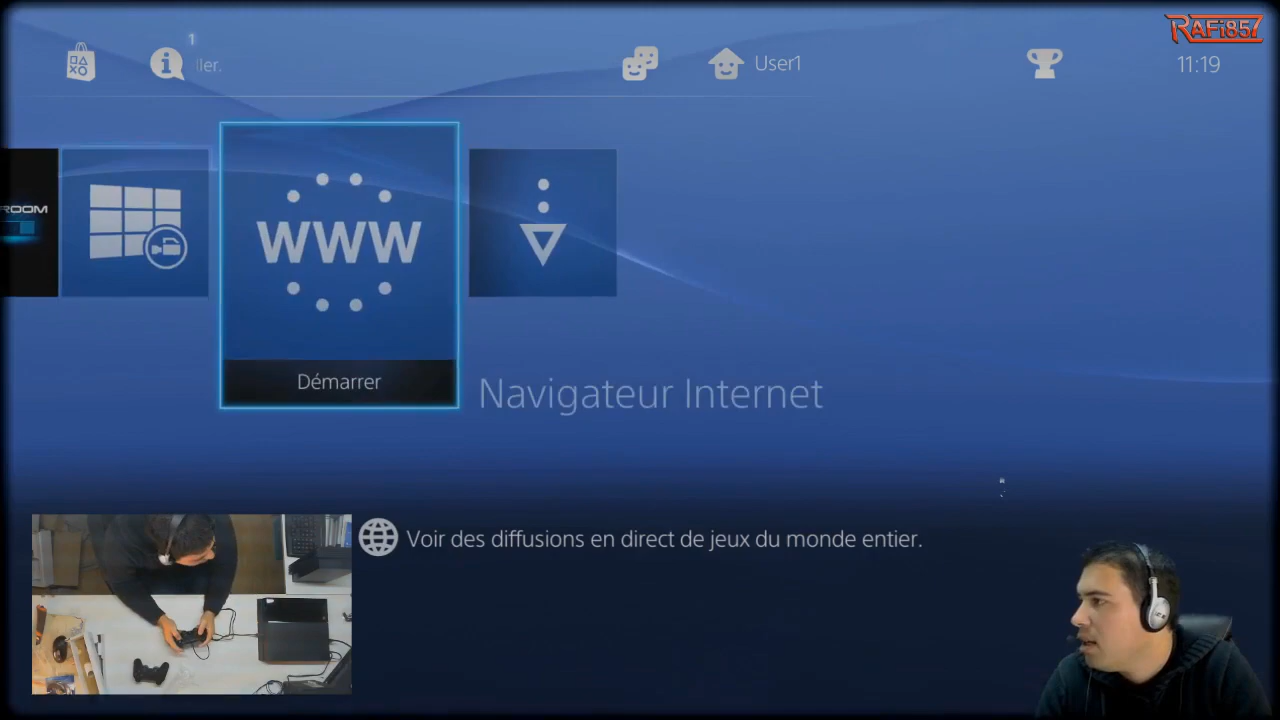 RAFi857
1
ller.
User1
11:19
ROOM
WWW
Démarrer
Navigateur Internet
Voir des diffusions en direct de jeux du monde entier.